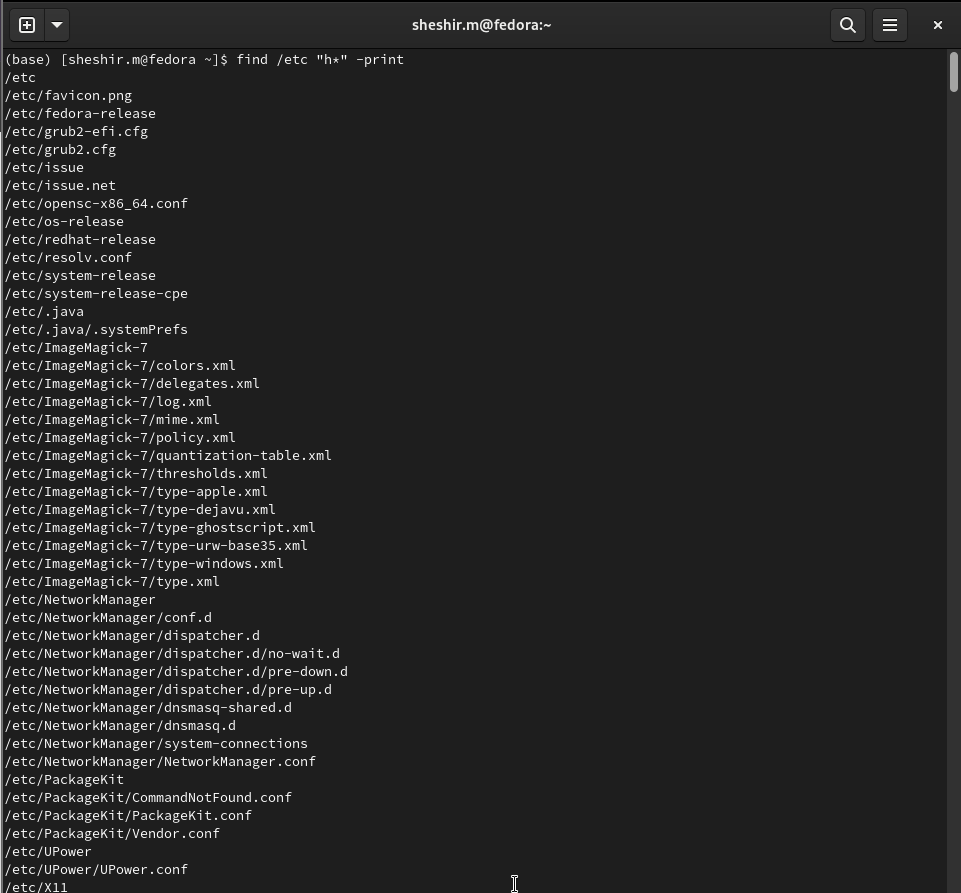 sheshir.m@fedora:~
(base) [sheshir.m@fedora ~]$ find /etc "h*" -print
/etc
/etc/favicon.png
/etc/fedora-release
/etc/grub2-efi.cfg
/etc/grub2.cfg
/etc/issue
/etc/issue.net
/etc/opensc-x86_64.conf
/etc/os-release
/etc/redhat-release
/etc/resolv.conf
/etc/system-release
/etc/system-release-cpe
/etc/.java
/etc/.java/.systemPrefs
/etc/ImageMagick-7
/etc/ImageMagick-7/colors.xml
/etc/ImageMagick-7/delegates.xml
/etc/ImageMagick-7/log.xml
/etc/ImageMagick-7/mime.xml
/etc/ImageMagick-7/policy.xml
/etc/ImageMagick-7/quantization-table.xml
/etc/ImageMagick-7/thresholds.xml
/etc/ImageMagick-7/type-apple.xml
/etc/ImageMagick-7/type-dejavu.xml
/etc/ImageMagick-7/type-ghostscript.xml
/etc/ImageMagick-7/type-urw-base35.xml
/etc/ImageMagick-7/type-windows.xml
/etc/ImageMagick-7/type.xml
/etc/NetworkManager
/etc/NetworkManager/conf.d
/etc/NetworkManager/dispatcher.d
/etc/NetworkManager/dispatcher.d/no-wait.d
/etc/NetworkManager/dispatcher.d/pre-down.d
/etc/NetworkManager/dispatcher.d/pre-up.d
/etc/NetworkManager/dnsmasq-shared.d
/etc/NetworkManager/dnsmasq.d
/etc/NetworkManager/system-connections
/etc/NetworkManager/NetworkManager.conf
/etc/PackageKit
/etc/PackageKit/CommandNotFound.conf
/etc/PackageKit/PackageKit.conf
/etc/PackageKit/Vendor.conf
/etc/UPower
/etc/UPower/UPower.conf
/etc/X11